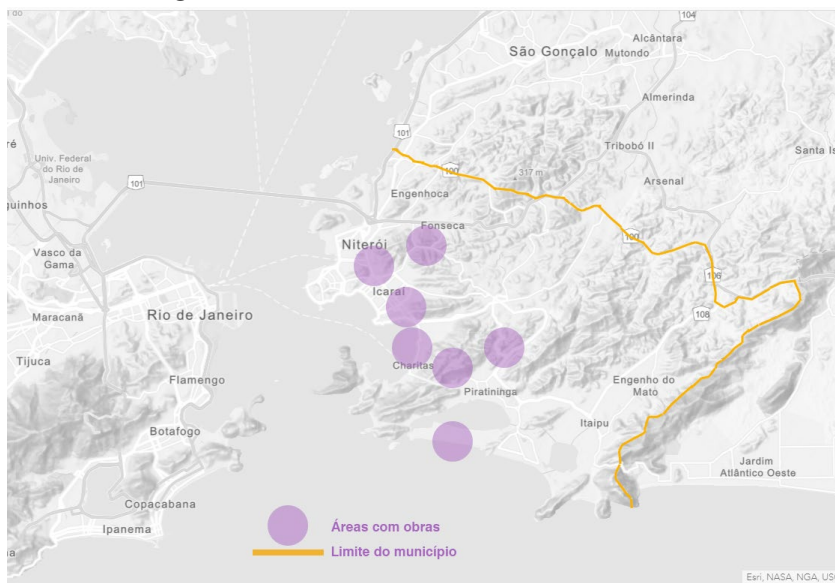 104
Alcântara
São Gonçalo
Mutondo
Almerinda
101
Tribobó II
ré
Univ. Federal
do Rio de
Janeiro
Santa Is
100
317 m
101
Engenhoca
Arsenal
guinhos
Fonseca
Niterói
100
Vasco da
Gama
106
Icaraí
108
Maracanã
Rio de Janeiro
Tijuca
Charitas
Flamengo
Engenho do
Mato
Piratininga
Itaipu
Botafogo
Jardim
Atlântico Oeste
Copacabana
Ipanema
Áreas com obras
Limite do município
a
Esri, NASA, NGA, US